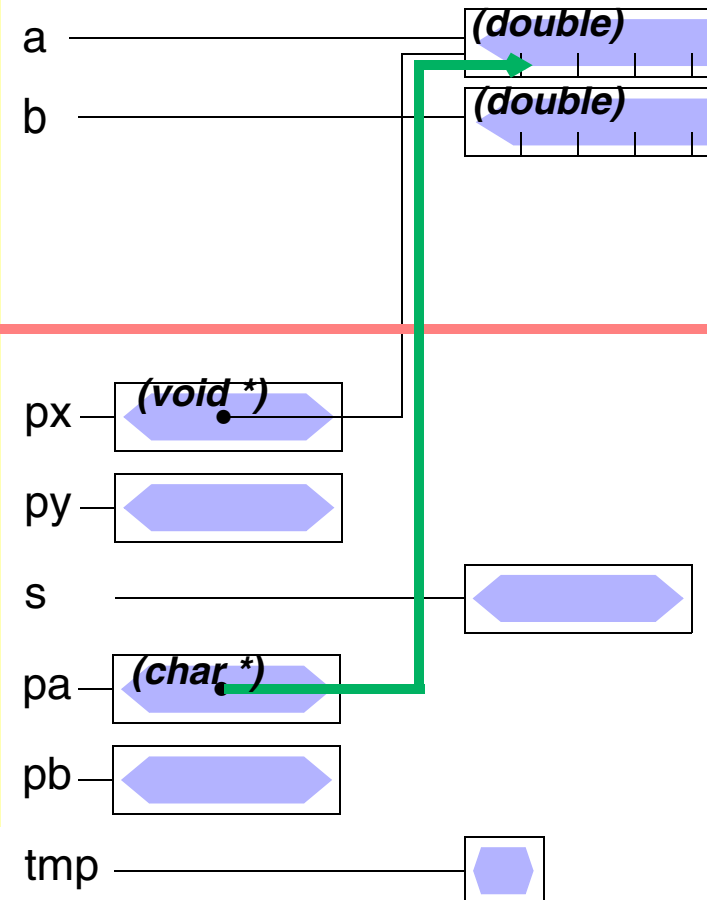 a (double)
b (double)
px (void *)
py
s
pa (char *)
pb
tmp